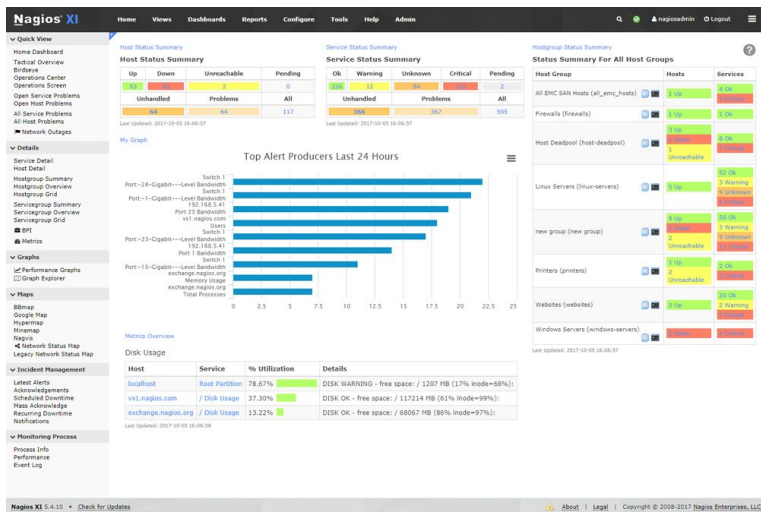 Nagios® XI
Home Views Dashboards Reports Configure Tools Help Admin
nagiosadmin Logout
Quick View
Home Dashboard
Tactical Overview
Birdseye
Operations Center
Operations Screen
Open Service Problems
Open Host Problems
All Service Problems
All Host Problems
Network Outages
Details
Service Detail
Host Detail
Hostgroup Summary
Hostgroup Overview
Hostgroup Grid
Servicegroup Summary
Servicegroup Overview
Servicegroup Grid
BPI
Metrics
Graphs
Performance Graphs
Graph Explorer
Maps
BBmap
Google Map
Hypermap
Minemap
Nagvis
Network Status Map
Legacy Network Status Map
Incident Management
Latest Alerts
Acknowledgements
Scheduled Downtime
Mass Acknowledge
Recurring Downtime
Notifications
Monitoring Process
Process Info
Performance
Event Log
Host Status Summary
Host Status Summary
Up Down Unreachable Pending
53 3 0
Unhandled Problems All
64 64 117
Last Updated: 2017-10-03 16:06:37
Service Status Summary
Service Status Summary
Ok Warning Unknown Critical Pending
226 12 84 2
Unhandled Problems All
366 367 595
Last Updated: 2017-10-03 16:06:37
My Graph
Top Alert Producers Last 24 Hours
Switch 1
Port:-24-Gigabit---Level Bandwidth
Switch 1
Port:-1-Gigabit---Level Bandwidth
192.168.5.41
Port 23 Bandwidth
vs1.nagios.com
Users
Switch 1
Port:-23-Gigabit---Level Bandwidth
192.168.5.41
Port 1 Bandwidth
Switch 1
Port:-15-Gigabit---Level Bandwidth
exchange.nagios.org
Memory Usage
exchange.nagios.org
Total Processes
0 2.5 5 7.5 10 12.5 15 17.5 20 22.5 25
Metrics Overview
Disk Usage
Host Service % Utilization Details
localhost Root Partition 78.67% DISK WARNING - free space: / 1207 MB (17% inode=68%):
vs1.nagios.com / Disk Usage 37.30% DISK OK - free space: / 117214 MB (61% inode=99%):
exchange.nagios.org / Disk Usage 13.22% DISK OK - free space: / 68067 MB (86% inode=97%):
Last Updated: 2017-10-03 16:06:38
Hostgroup Status Summary
Status Summary For All Host Groups
Host Group Hosts Services
All EMC SAN Hosts (all_emc_hosts) 1 Up 4 Ok
Firewalls (firewalls) 1 Up 1 Ok
Host Deadpool (host-deadpool) 3 Up
1 Unreachable
8 Ok
Linux Servers (linux-servers) 5 Up
52 Ok
3 Warning
9 Unknown
new group (new group) 8 Up
2 Unreachable
58 Ok
3 Warning
9 Unknown
Printers (printers) 1 Up
2 Unreachable
2 Ok
Websites (websites) 3 Up
20 Ok
2 Warning
Windows Servers (windows-servers)
Last Updated: 2017-10-03 16:06:37
Nagios XI 5.4.10 • Check for Updates
About | Legal | Copyright © 2008-2017 Nagios Enterprises, LLC